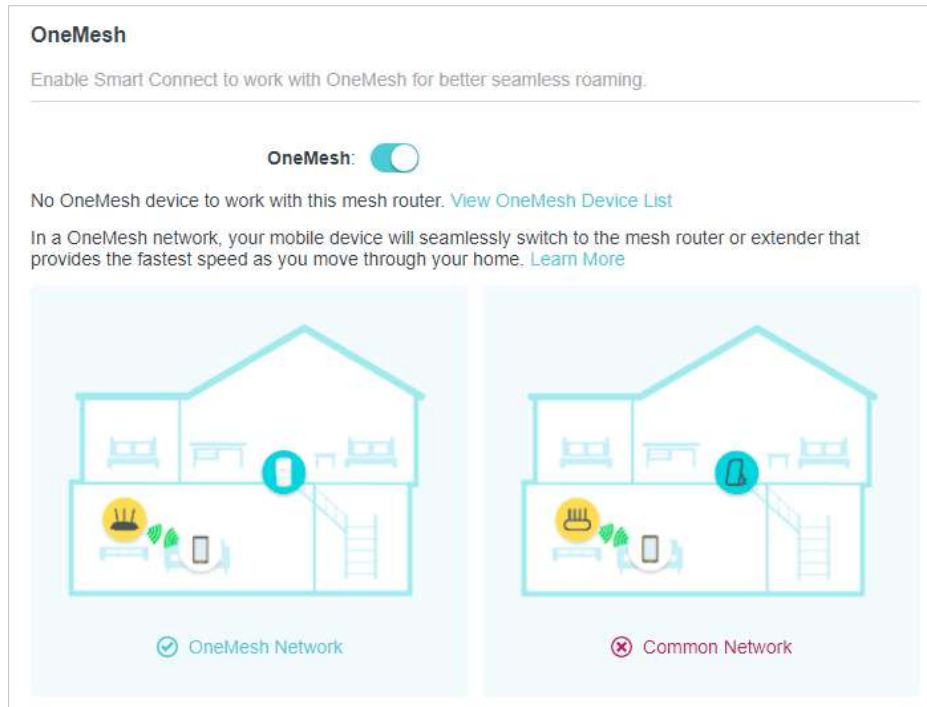 OneMesh
Enable Smart Connect to work with OneMesh for better seamless roaming.
OneMesh:
No OneMesh device to work with this mesh router. View OneMesh Device List
In a OneMesh network, your mobile device will seamlessly switch to the mesh router or extender that
provides the fastest speed as you move through your home. Learn More
OneMesh Network
Common Network